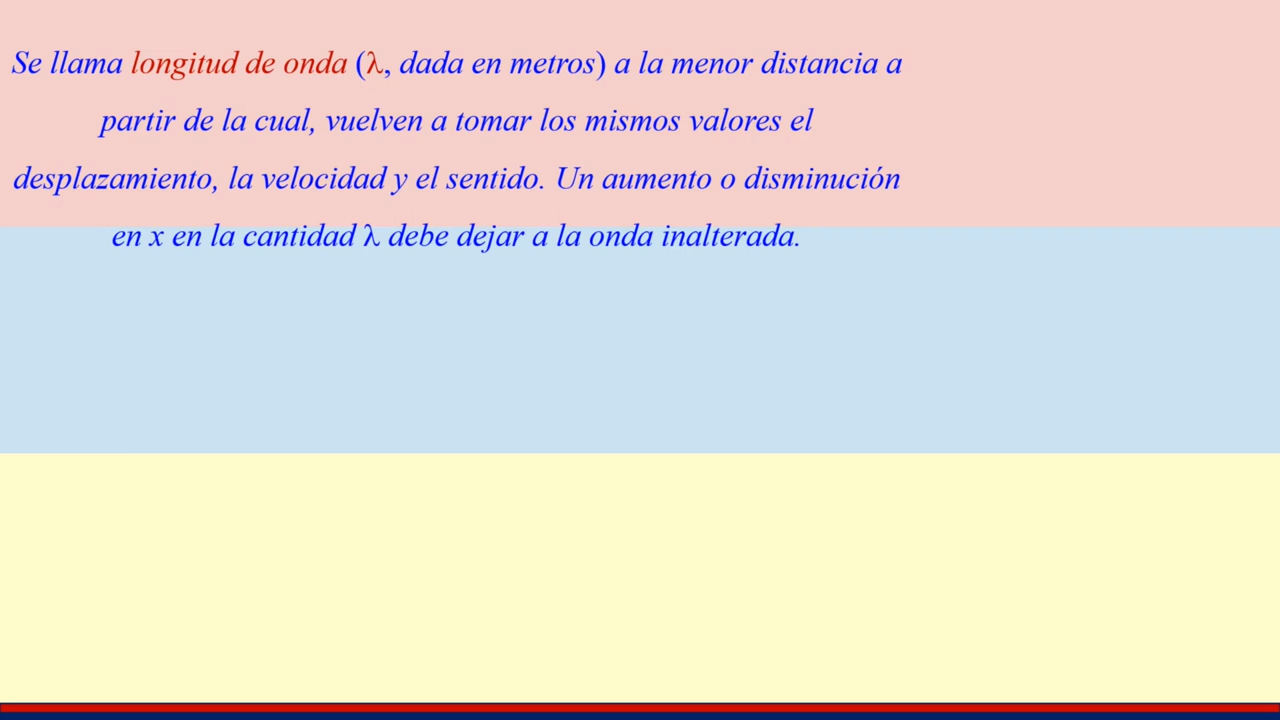 Se llama longitud de onda (λ, dada en metros) a la menor distancia a
partir de la cual, vuelven a tomar los mismos valores el
desplazamiento, la velocidad y el sentido. Un aumento o disminución
en x en la cantidad λ debe dejar a la onda inalterada.